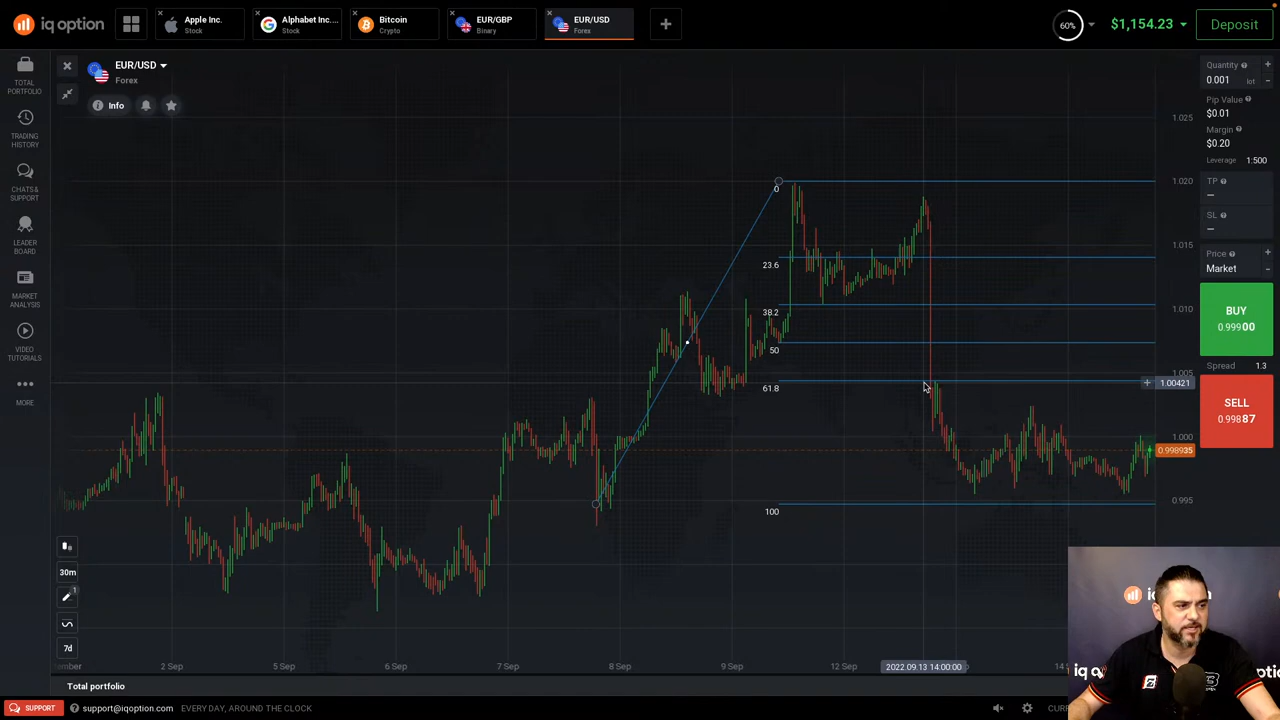 iq option
Apple Inc.
Stock
Alphabet Inc....
Stock
Bitcoin
Crypto
EUR/GBP
Binary
EUR/USD
Forex
60%
$1,154.23
Deposit
TOTAL
PORTFOLIO
TRADING
HISTORY
CHATS &
SUPPORT
LEADER
BOARD
MARKET
ANALYSIS
VIDEO
TUTORIALS
MORE
EUR/USD
Forex
Info
0
23.6
38.2
50
61.8
100
1.025
1.020
1.015
1.010
1.005
1.00421
1.000
0.998935
0.995
Quantity
0.001 lot
Pip Value
$0.01
Margin
$0.20
Leverage 1:500
TP
–
SL
–
Price
Market
BUY
0.99900
Spread 1.3
SELL
0.99887
30m
1
7d
2 Sep
5 Sep
6 Sep
7 Sep
8 Sep
9 Sep
12 Sep
2022.09.13 14:00:00
14
Total portfolio
SUPPORT
support@iqoption.com
EVERY DAY, AROUND THE CLOCK